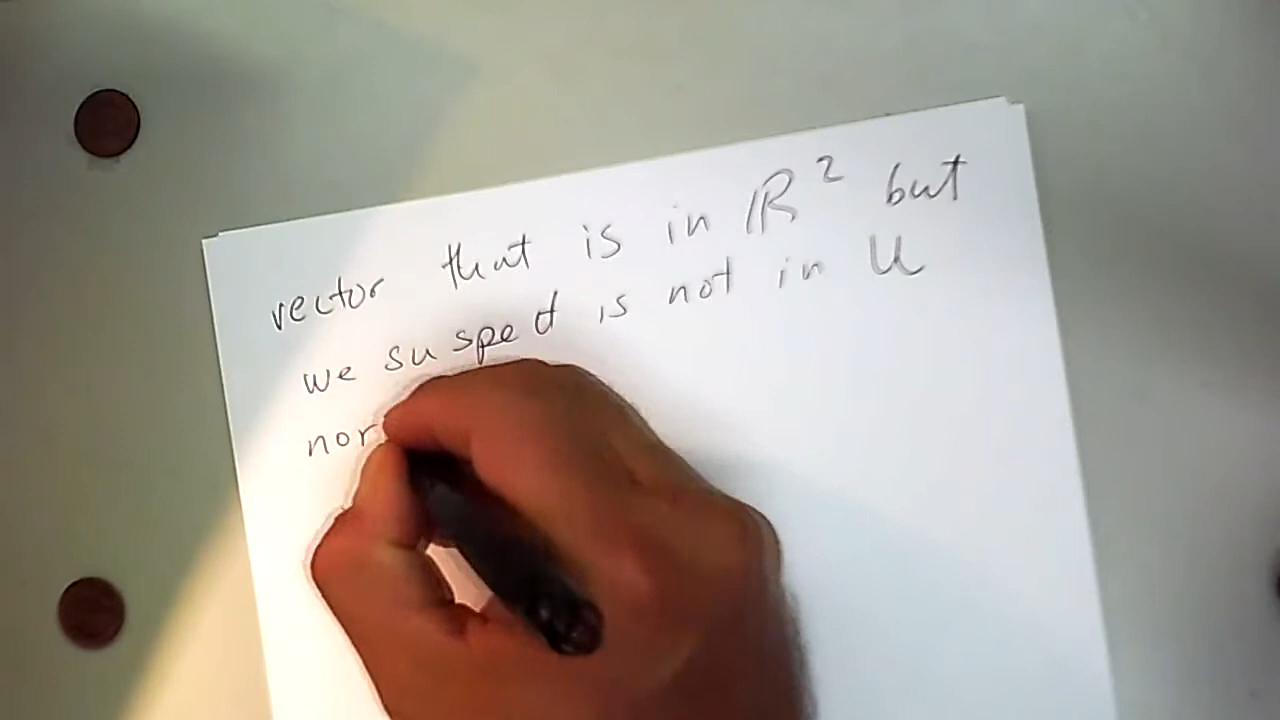 vector that is in ℝ² but
we suspect is not in U
nor